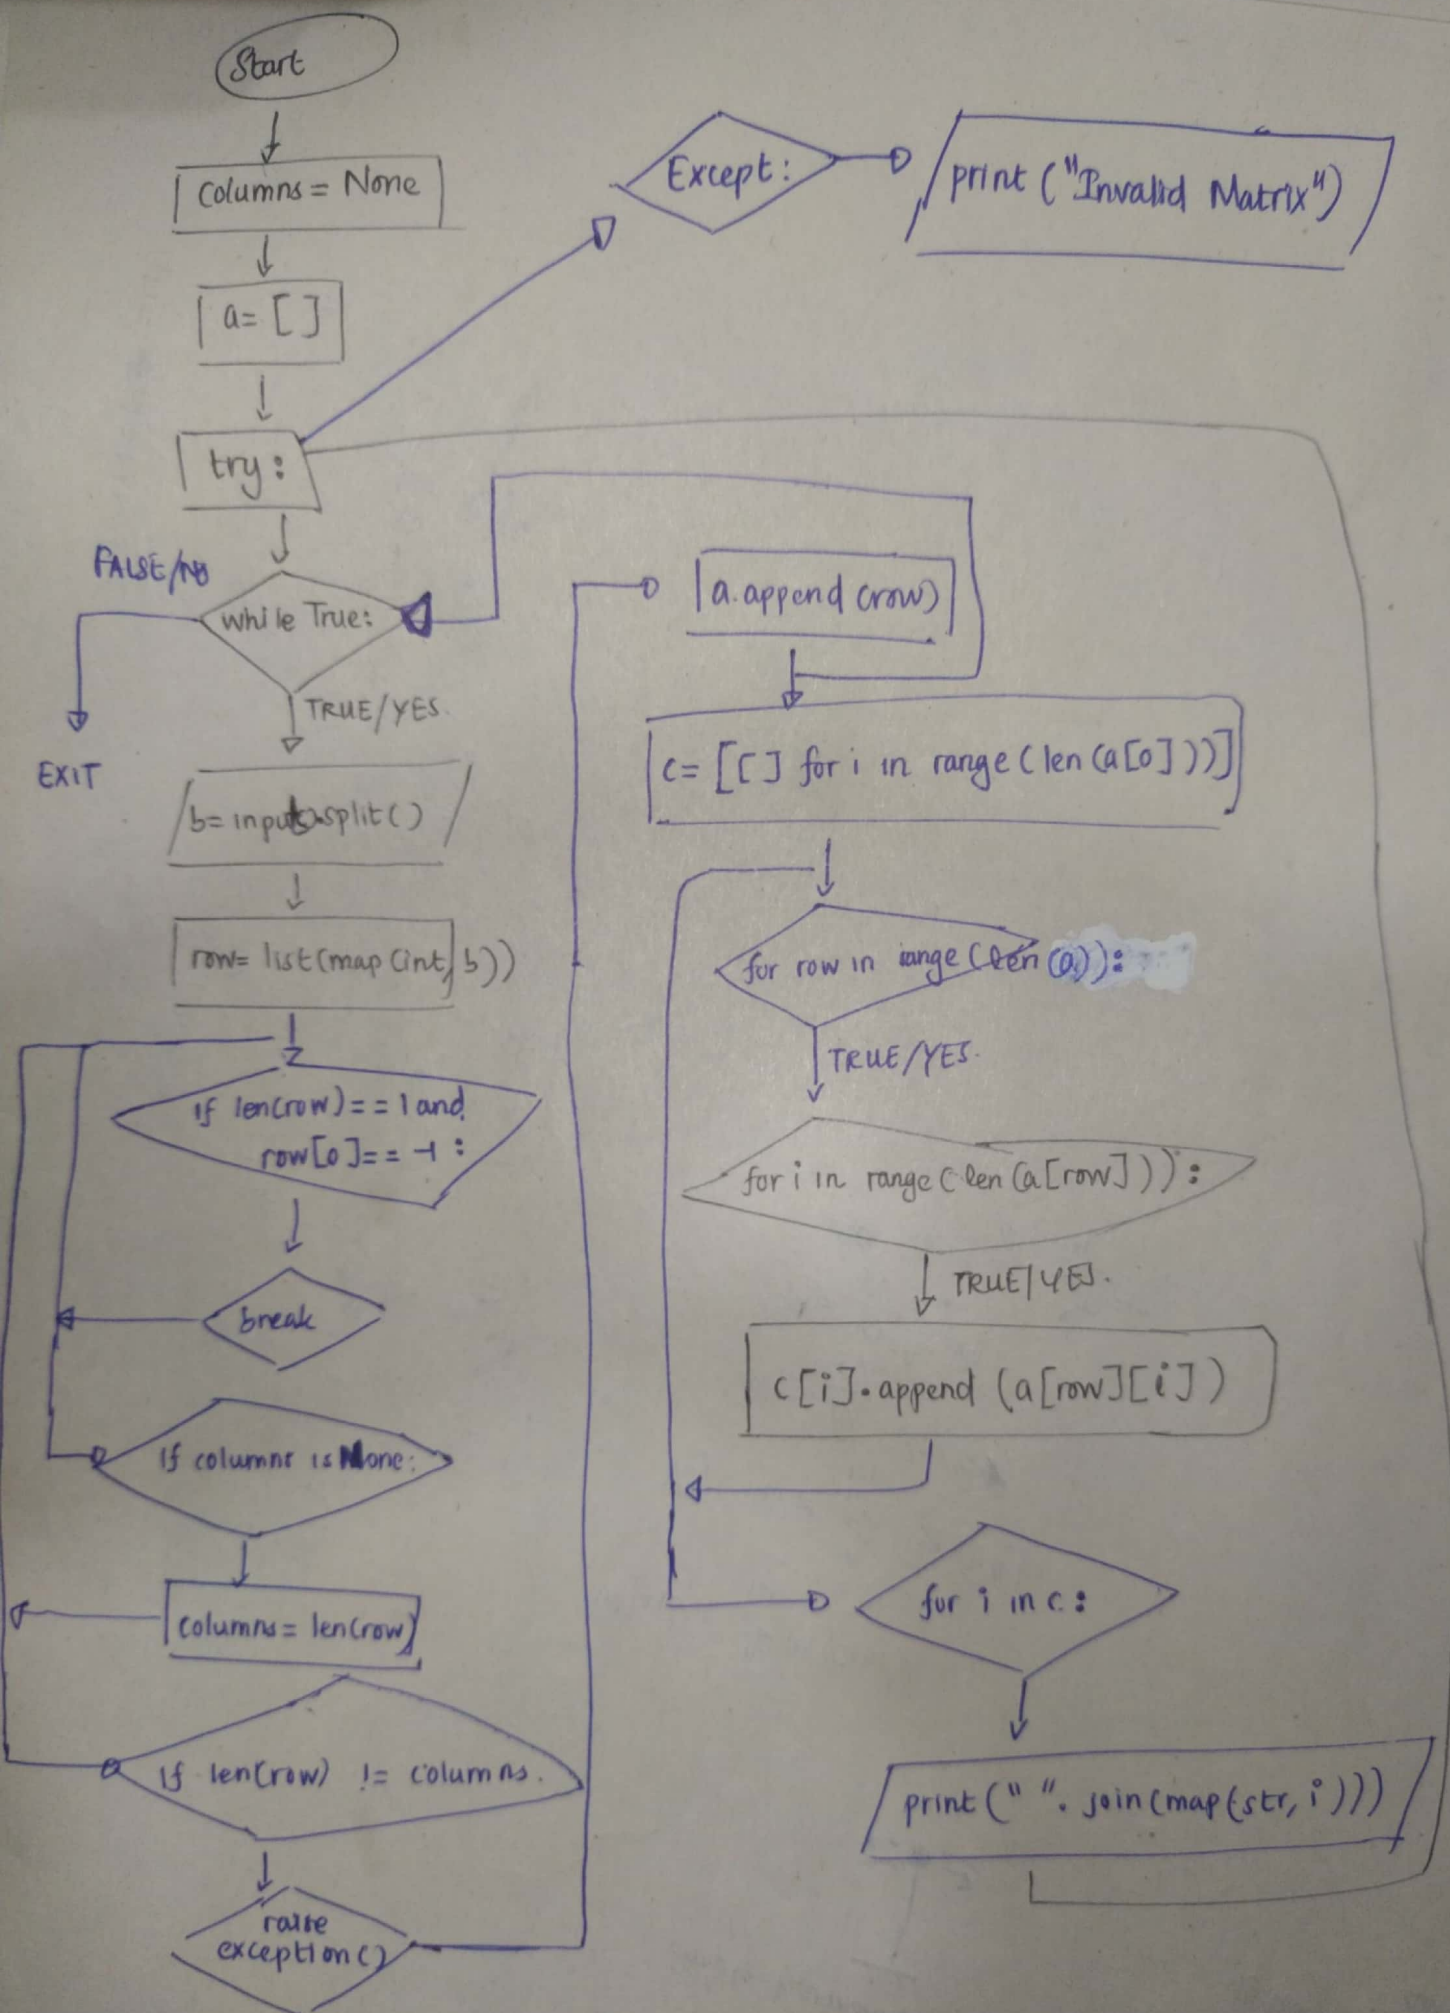 Start
Columns = None
a= [ ]
try :
FALSE/NO
while True:
TRUE/YES.
EXIT
b= input().split()
row= list(map(int, b))
If len(row) == 1 and
row[0]== -1 :
break
If columns is None:
columns = len(row)
If len(row) != columns.
raise
exception()
Except:
print ("Invalid Matrix")
a.append (row)
c= [[ ] for i in range (len (a[0]))]
for row in range (len (a)):
TRUE/YES.
for i in range (len (a[row])):
TRUE/YES.
c[i].append (a[row][i])
for i in c :
print (" ". join(map(str, i)))